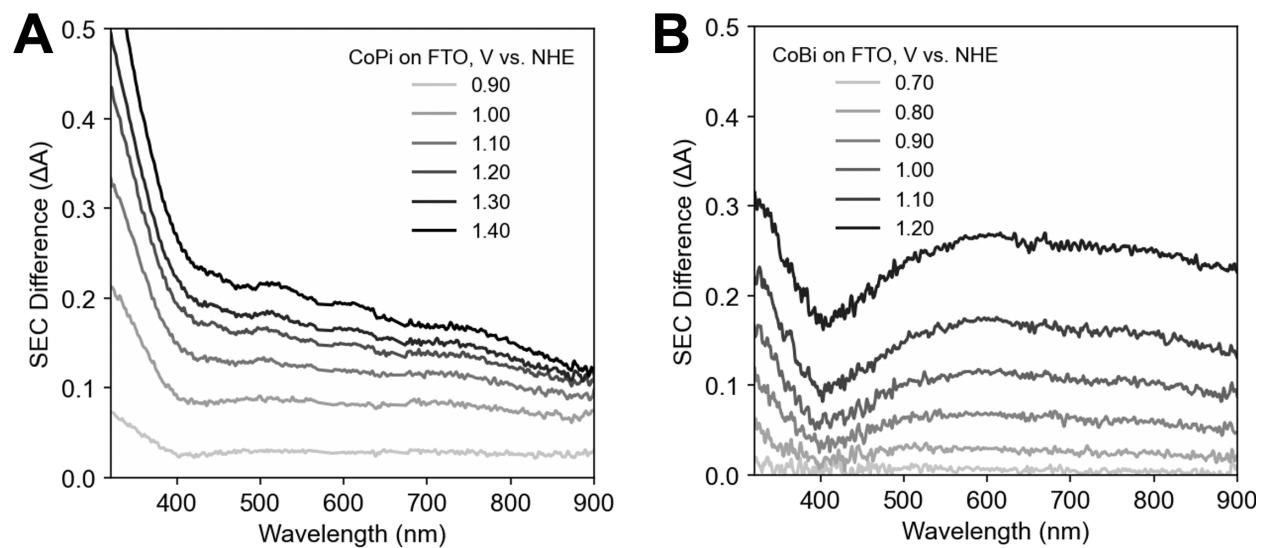 A
CoPi on FTO, V vs. NHE
0.90
1.00
1.10
1.20
1.30
1.40
SEC Difference (ΔA)
0.5
0.4
0.3
0.2
0.1
0.0
400 500 600 700 800 900
Wavelength (nm)
B
CoBi on FTO, V vs. NHE
0.70
0.80
0.90
1.00
1.10
1.20
SEC Difference (ΔA)
0.5
0.4
0.3
0.2
0.1
0.0
400 500 600 700 800 900
Wavelength (nm)